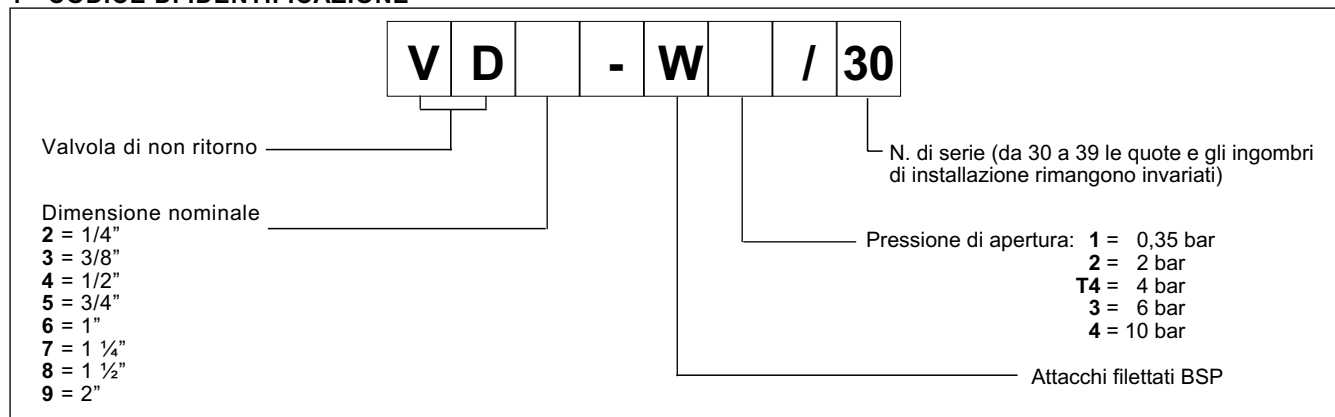 1 - CODICE DI IDENTIFICAZIONE
V D - W / 30
Valvola di non ritorno
N. di serie (da 30 a 39 le quote e gli ingombri
di installazione rimangono invariati)
Dimensione nominale
2 = 1/4”
3 = 3/8”
4 = 1/2”
5 = 3/4”
6 = 1”
7 = 1 ¼”
8 = 1 ½”
9 = 2”
Pressione di apertura: 1 = 0,35 bar
2 = 2 bar
T4 = 4 bar
3 = 6 bar
4 = 10 bar
Attacchi filettati BSP